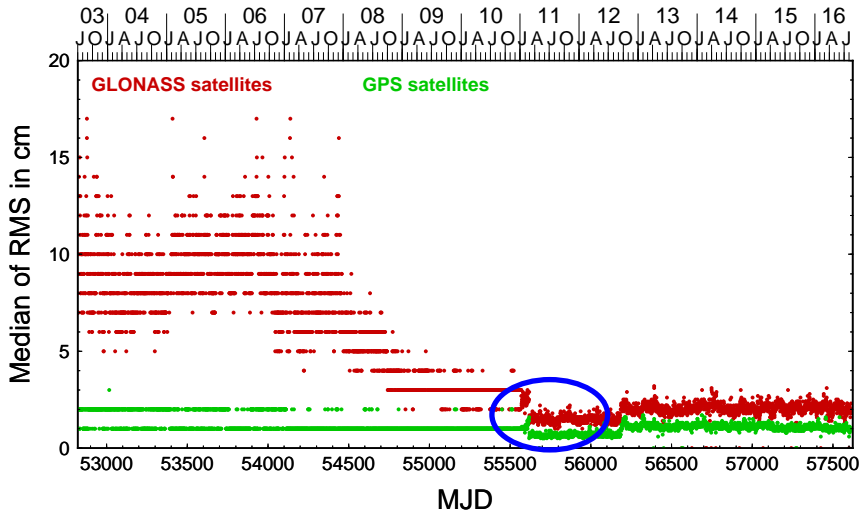 03 04 05 06 07 08 09 10 11 12 13 14 15 16
J O J A J O J A J O J A J O J A J O J A J O J A J O J A J O J A J O J A J O J A J O J A J O J A J O J A J O J A J
20
GLONASS satellites GPS satellites
15
10
5
0
Median of RMS in cm
53000 53500 54000 54500 55000 55500 56000 56500 57000 57500
MJD